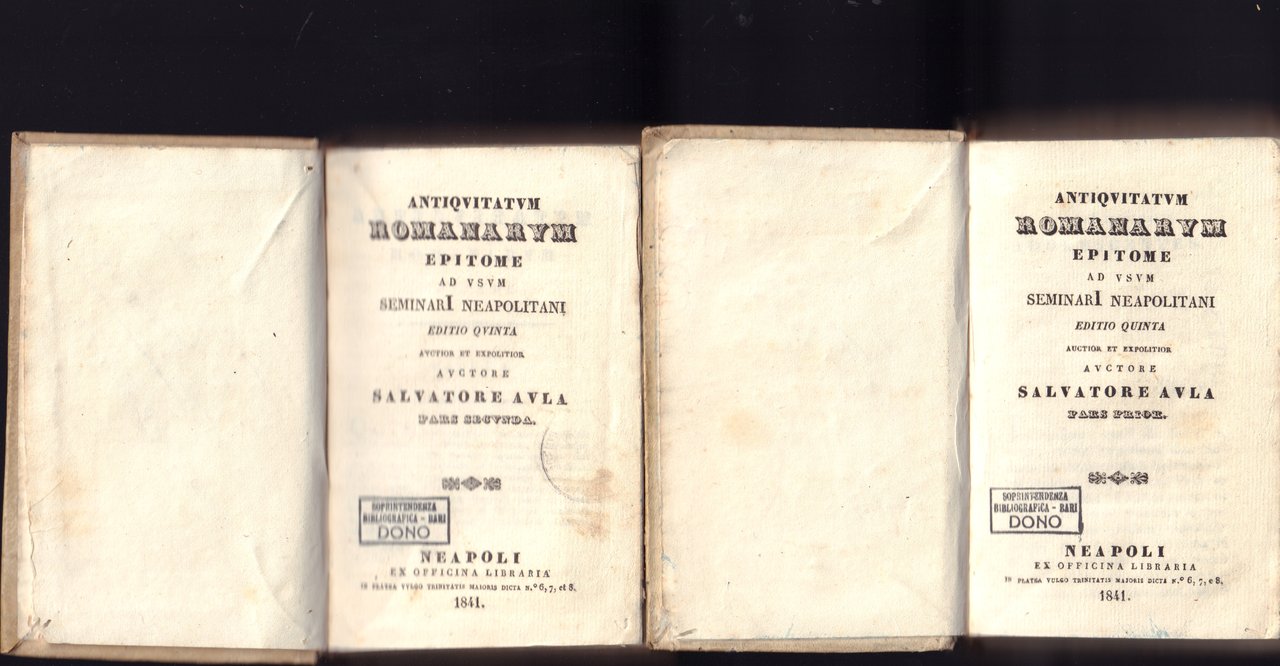 ANTIQVITATVM
ROMANARVM
EPITOME
AD VSVM
SEMINARI NEAPOLITANI
EDITIO QVINTA
AVCTIOR ET EXPOLITIOR
AVCTORE
SALVATORE AVLA
PARS SECVNDA.
SOPRINTENDENZA
BIBLIOGRAFICA - BARI
DONO
NEAPOLI
EX OFFICINA LIBRARIA
IN PLATEA VVLGO TRINITATIS MAIORIS DICTA N.º 6, 7, et 8.
1841.
ANTIQVITATVM
ROMANARVM
EPITOME
AD VSVM
SEMINARI NEAPOLITANI
EDITIO QUINTA
AUCTIOR ET EXPOLITIOR
AVCTORE
SALVATORE AVLA
PARS PRIOR.
SOPRINTENDENZA
BIBLIOGRAFICA - BARI
DONO
NEAPOLI
EX OFFICINA LIBRARIA
IN PLATEA VULGO TRINITATIS MAJORIS DICTA N.º 6, 7, e 8,
1841.